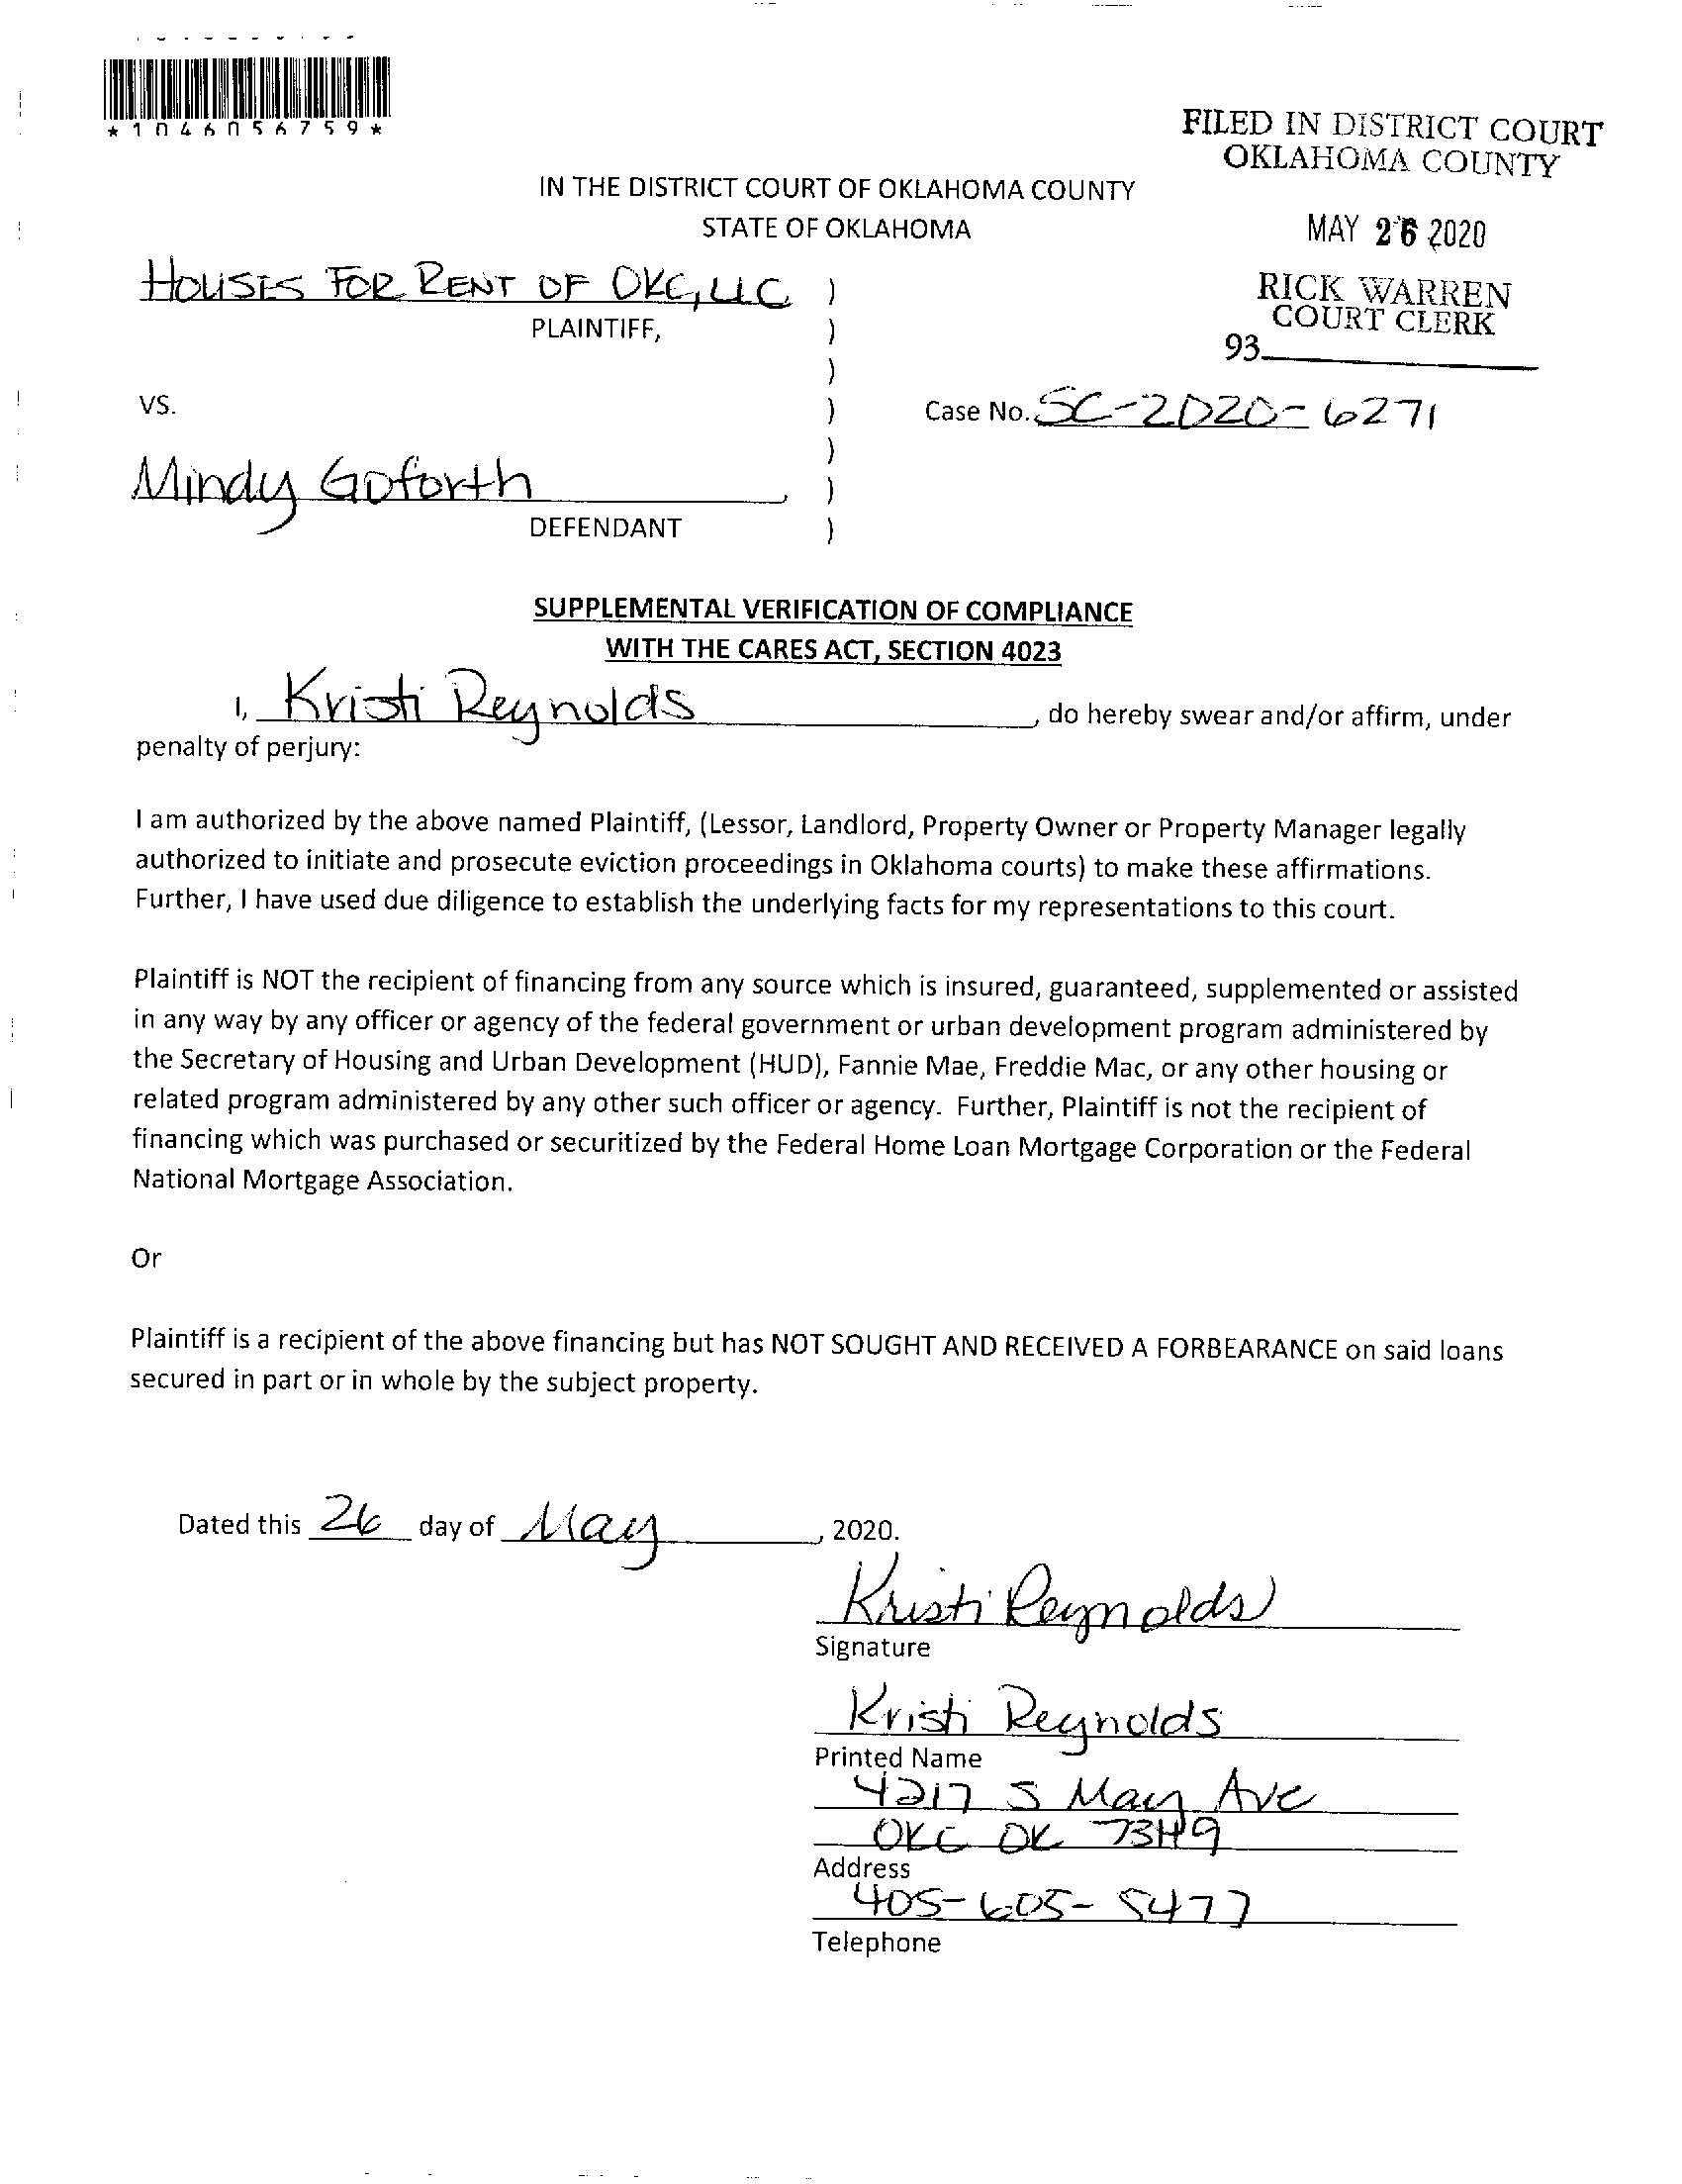 *1046056759*
FILED IN DISTRICT COURT
OKLAHOMA COUNTY
MAY 26 2020
RICK WARREN
COURT CLERK
93
IN THE DISTRICT COURT OF OKLAHOMA COUNTY
STATE OF OKLAHOMA
HOUSES FOR RENT OF OKC, LLC )
PLAINTIFF, )
)
VS. ) Case No. SC-2020-6271
)
Mindy Goforth , )
DEFENDANT )
SUPPLEMENTAL VERIFICATION OF COMPLIANCE
WITH THE CARES ACT, SECTION 4023
I, Kristi Reynolds , do hereby swear and/or affirm, under
penalty of perjury:
I am authorized by the above named Plaintiff, (Lessor, Landlord, Property Owner or Property Manager legally
authorized to initiate and prosecute eviction proceedings in Oklahoma courts) to make these affirmations.
Further, I have used due diligence to establish the underlying facts for my representations to this court.
Plaintiff is NOT the recipient of financing from any source which is insured, guaranteed, supplemented or assisted
in any way by any officer or agency of the federal government or urban development program administered by
the Secretary of Housing and Urban Development (HUD), Fannie Mae, Freddie Mac, or any other housing or
related program administered by any other such officer or agency. Further, Plaintiff is not the recipient of
financing which was purchased or securitized by the Federal Home Loan Mortgage Corporation or the Federal
National Mortgage Association.
Or
Plaintiff is a recipient of the above financing but has NOT SOUGHT AND RECEIVED A FORBEARANCE on said loans
secured in part or in whole by the subject property.
Dated this 26 day of May , 2020.
Kristi Reynolds
Signature
Kristi Reynolds
Printed Name
4217 S May Ave
OKC OK 73119
Address
405-605-8477
Telephone